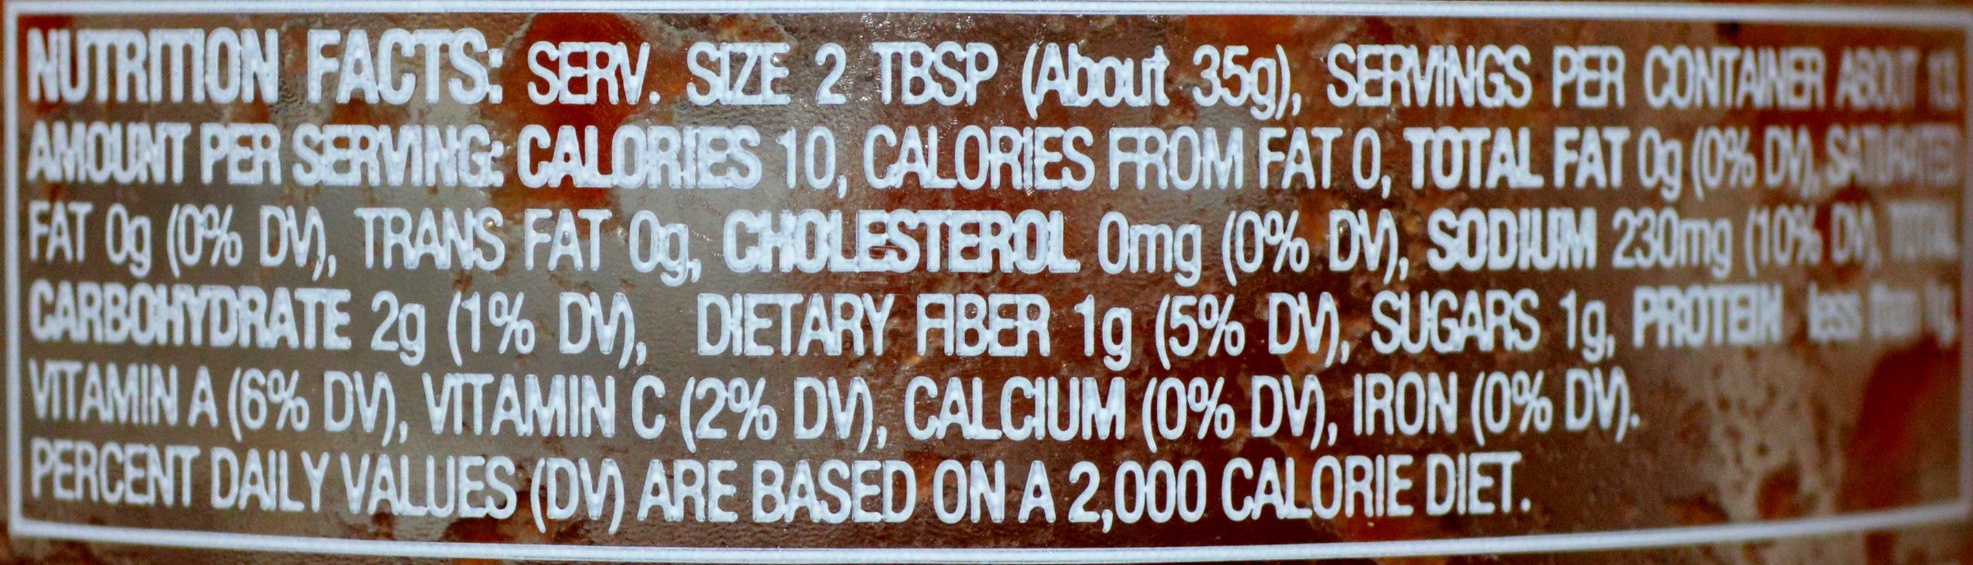 NUTRITION FACTS: SERV. SIZE 2 TBSP (About 35g), SERVINGS PER CONTAINER ABOUT 13
AMOUNT PER SERVING: CALORIES 10, CALORIES FROM FAT 0, TOTAL FAT 0g (0% DV), SATURATED
FAT 0g (0% DV), TRANS FAT 0g, CHOLESTEROL 0mg (0% DV), SODIUM 230mg (10% DV), TOTAL
CARBOHYDRATE 2g (1% DV), DIETARY FIBER 1g (5% DV), SUGARS 1g, PROTEIN less than 1g,
VITAMIN A (6% DV), VITAMIN C (2% DV), CALCIUM (0% DV), IRON (0% DV).
PERCENT DAILY VALUES (DV) ARE BASED ON A 2,000 CALORIE DIET.